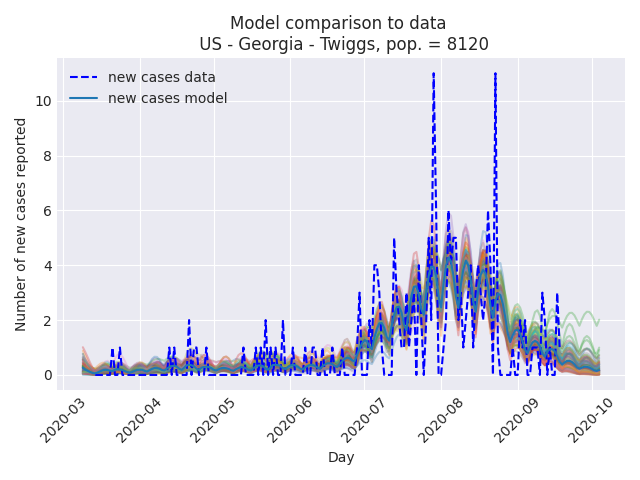 Model comparison to data
US - Georgia - Twiggs, pop. = 8120
new cases data
new cases model
Number of new cases reported
10
8
6
4
2
0
2020-03
2020-04
2020-05
2020-06
2020-07
2020-08
2020-09
2020-10
Day